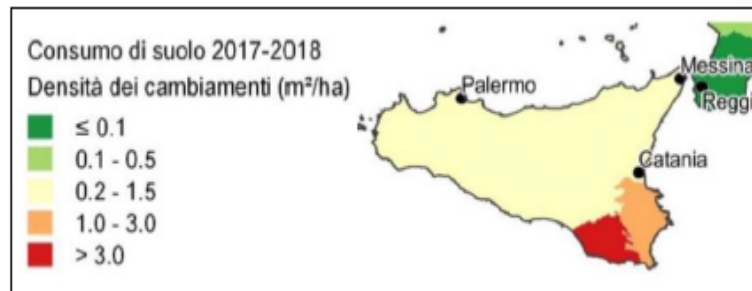 Consumo di suolo 2017-2018
Densità dei cambiamenti (m²/ha)
≤ 0.1
0.1 - 0.5
0.2 - 1.5
1.0 - 3.0
> 3.0
Palermo
Messina
Reggi
Catania